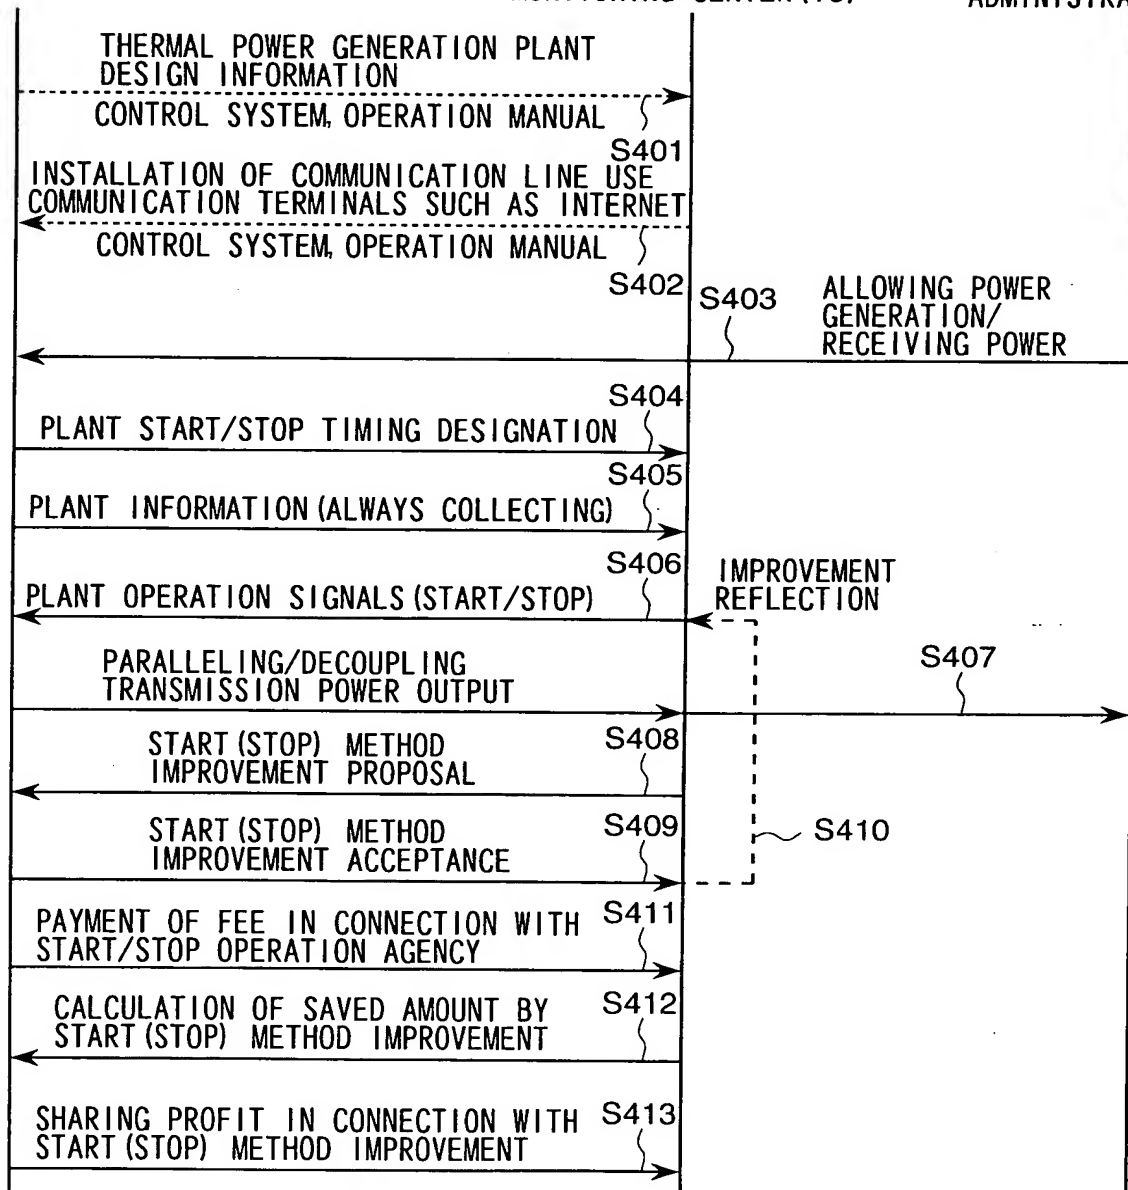 THERMAL POWER GENERATION PLANT
DESIGN INFORMATION
CONTROL SYSTEM, OPERATION MANUAL
S401
INSTALLATION OF COMMUNICATION LINE USE
COMMUNICATION TERMINALS SUCH AS INTERNET
CONTROL SYSTEM, OPERATION MANUAL
S402
S403
ALLOWING POWER
GENERATION/
RECEIVING POWER
S404
PLANT START/STOP TIMING DESIGNATION
S405
PLANT INFORMATION (ALWAYS COLLECTING)
S406
PLANT OPERATION SIGNALS (START/STOP)
IMPROVEMENT
REFLECTION
PARALLELING/DECOUPLING
TRANSMISSION POWER OUTPUT
S407
START (STOP) METHOD
IMPROVEMENT PROPOSAL
S408
START (STOP) METHOD
IMPROVEMENT ACCEPTANCE
S409
S410
PAYMENT OF FEE IN CONNECTION WITH
START/STOP OPERATION AGENCY
S411
CALCULATION OF SAVED AMOUNT BY
START (STOP) METHOD IMPROVEMENT
S412
SHARING PROFIT IN CONNECTION WITH
START (STOP) METHOD IMPROVEMENT
S413